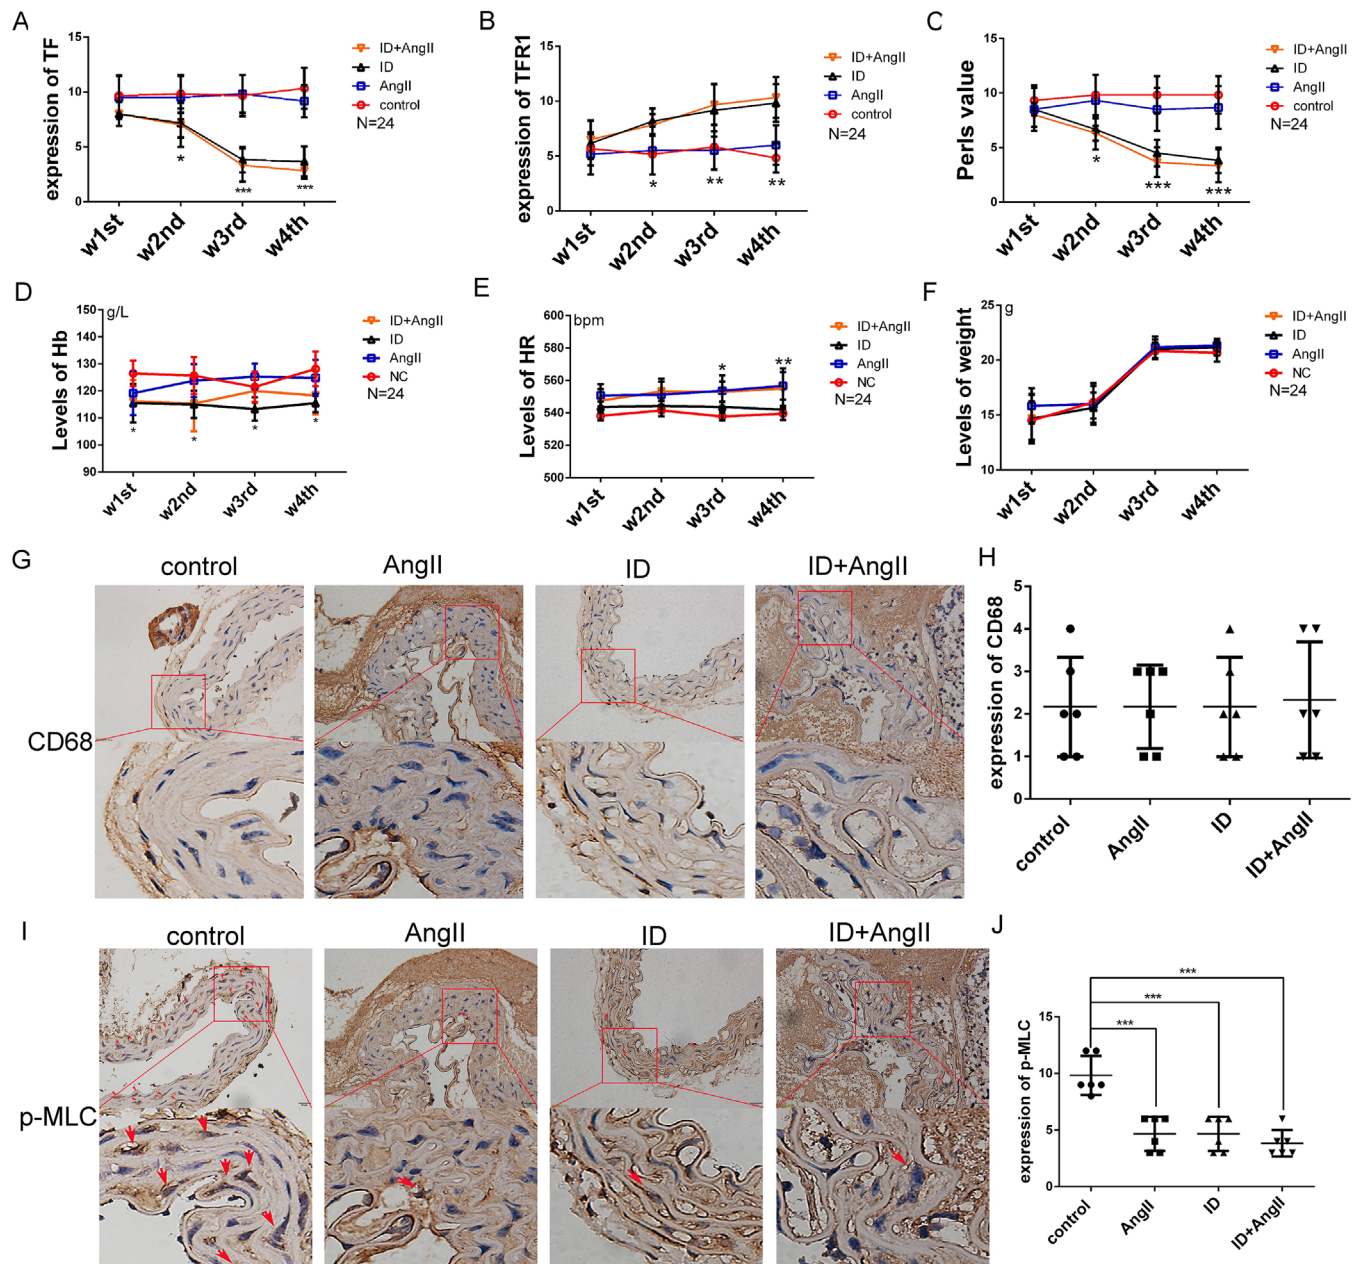 A
expression of TF
15
10
5
0
w1st
w2nd
w3rd
w4th
*
***
***
ID+AngII
ID
AngII
control
N=24
B
expression of TFR1
15
10
5
0
w1st
w2nd
w3rd
w4th
*
**
**
ID+AngII
ID
AngII
control
N=24
C
Perls value
15
10
5
0
w1st
w2nd
w3rd
w4th
*
***
***
ID+AngII
ID
AngII
control
N=24
D
Levels of Hb
g/L
150
140
130
120
110
100
90
w1st
w2nd
w3rd
w4th
*
*
*
*
ID+AngII
ID
AngII
NC
N=24
E
Levels of HR
bpm
600
580
560
540
520
500
w1st
w2nd
w3rd
w4th
*
**
ID+AngII
ID
AngII
NC
N=24
F
Levels of weight
g
25
20
15
10
w1st
w2nd
w3rd
w4th
ID+AngII
ID
AngII
NC
N=24
G
control
AngII
ID
ID+AngII
CD68
H
expression of CD68
5
4
3
2
1
0
control
AngII
ID
ID+AngII
I
control
AngII
ID
ID+AngII
p-MLC
J
expression of p-MLC
15
10
5
0
***
***
***
control
AngII
ID
ID+AngII